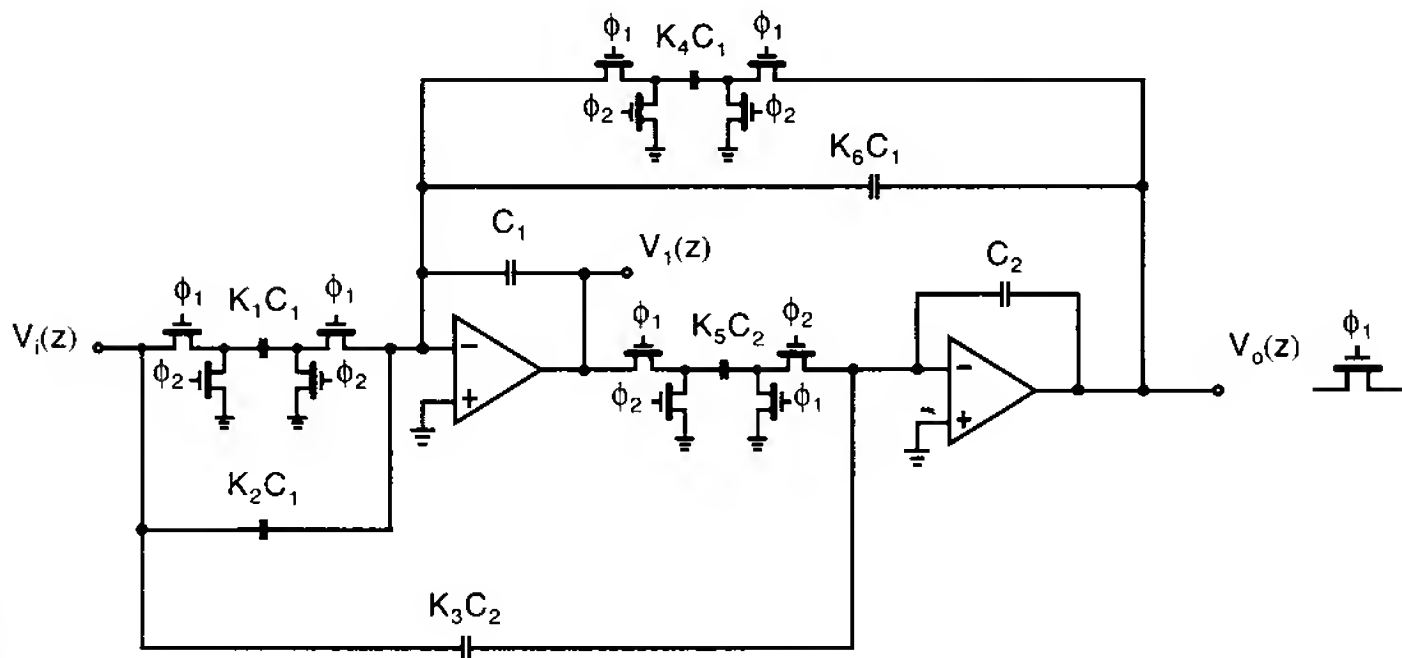 ϕ₁ K₄C₁ ϕ₁
ϕ₂ ϕ₂
K₆C₁
C₁
V₁(z)
C₂
ϕ₁ K₁C₁ ϕ₁
Vᵢ(z)
ϕ₂ ϕ₂
ϕ₁ K₅C₂ ϕ₂
ϕ₂ ϕ₁
Vₒ(z)
ϕ₁
−
+
−
+
K₂C₁
K₃C₂